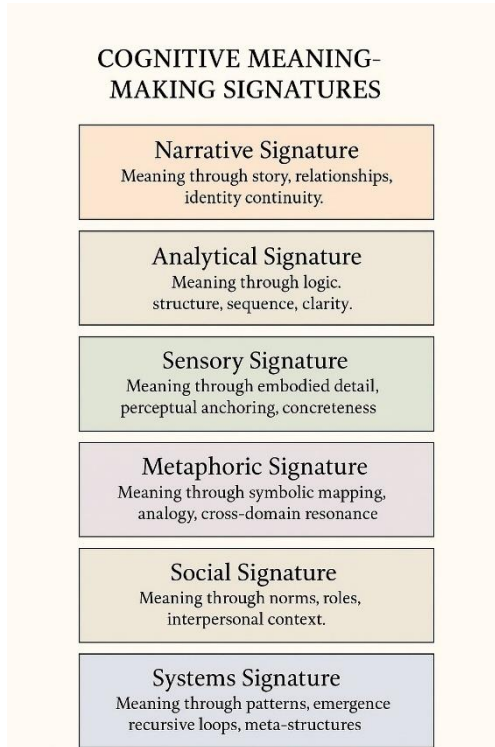 COGNITIVE MEANING-
MAKING SIGNATURES
Narrative Signature
Meaning through story, relationships,
identity continuity.
Analytical Signature
Meaning through logic.
structure, sequence, clarity.
Sensory Signature
Meaning through embodied detail,
perceptual anchoring, concreteness
Metaphoric Signature
Meaning through symbolic mapping,
analogy, cross-domain resonance
Social Signature
Meaning through norms, roles,
interpersonal context.
Systems Signature
Meaning through patterns, emergence
recursive loops, meta-structures